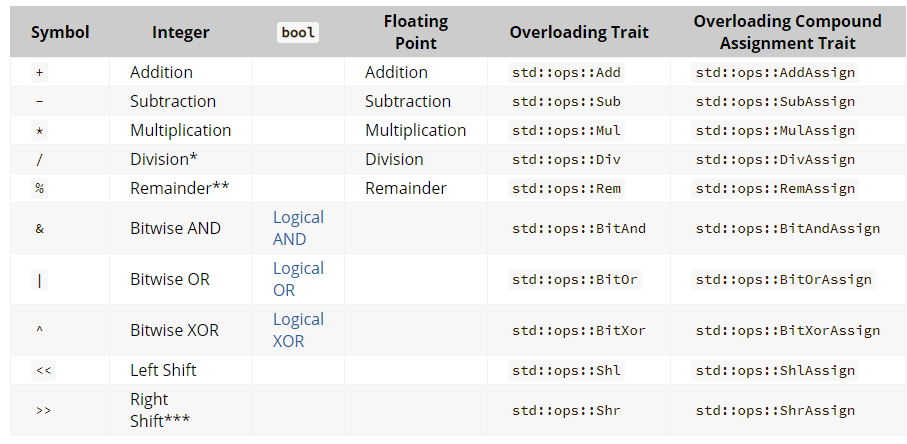 Symbol Integer bool Floating Point Overloading Trait Overloading Compound Assignment Trait
+ Addition Addition std::ops::Add std::ops::AddAssign
- Subtraction Subtraction std::ops::Sub std::ops::SubAssign
* Multiplication Multiplication std::ops::Mul std::ops::MulAssign
/ Division* Division std::ops::Div std::ops::DivAssign
% Remainder** Remainder std::ops::Rem std::ops::RemAssign
& Bitwise AND Logical AND std::ops::BitAnd std::ops::BitAndAssign
| Bitwise OR Logical OR std::ops::BitOr std::ops::BitOrAssign
^ Bitwise XOR Logical XOR std::ops::BitXor std::ops::BitXorAssign
<< Left Shift std::ops::Shl std::ops::ShlAssign
>> Right Shift*** std::ops::Shr std::ops::ShrAssign